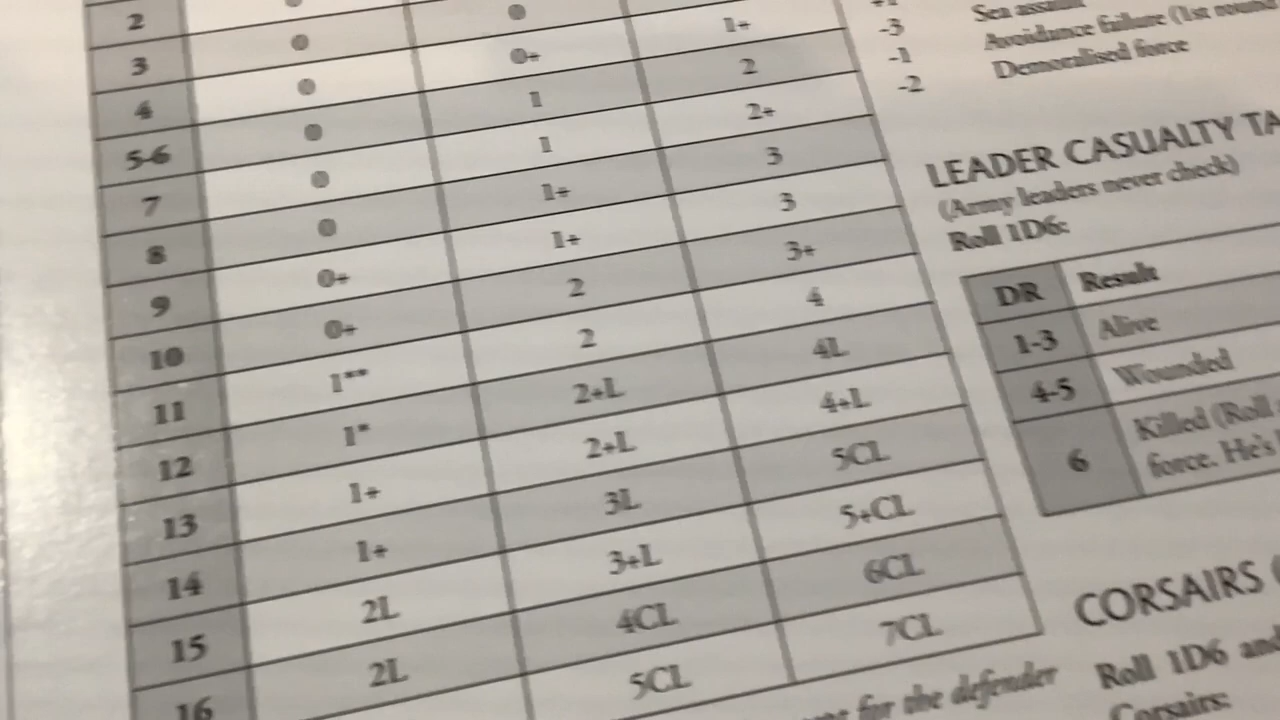 2 0
3 0 0
4 0 0+ 1+
5-6 0 1 2
7 0 1 2+
8 0 1+ 3
9 0+ 1+ 3
10 0+ 2 3+
11 1** 2 4
12 1* 2+L 4L
13 1+ 2+L 4+L
14 1+ 3L 5CL
15 2L 3+L 5+CL
16 2L 4CL 6CL
5CL 7CL
for the defender
+1 Sea assault
-3 Avoidance failure (1st round
-1 Demoralised force
-2
LEADER CASUALTY TA
(Army leaders never check)
Roll 1D6:
DR Result
1-3 Alive
4-5 Wounded
6 Killed (Roll
force. He's
CORSAIRS (
Roll 1D6 and
Corsairs: